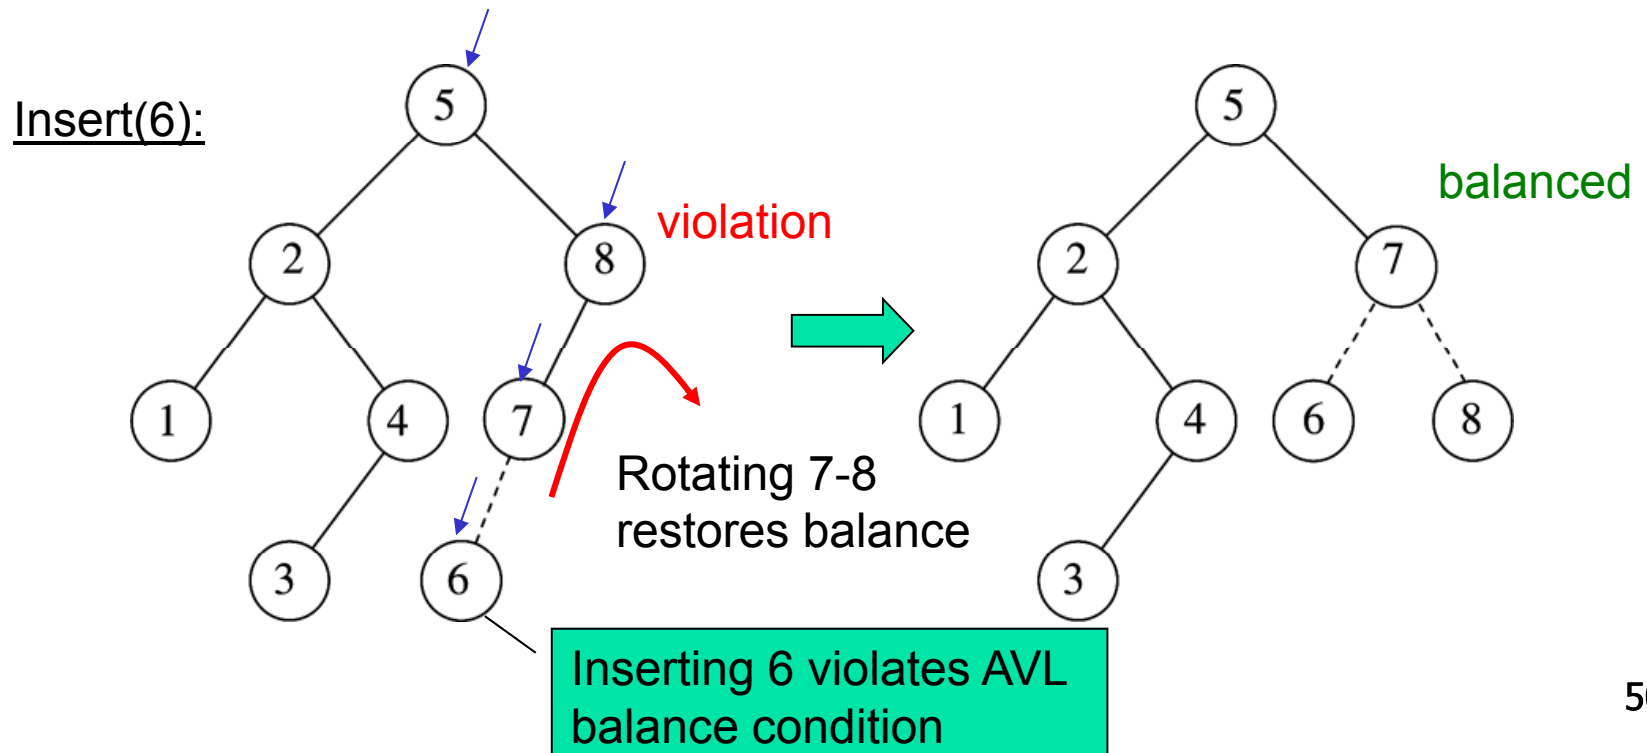 Insert(6):
5
2
8
1
4
7
3
6
violation
Rotating 7-8
restores balance
Inserting 6 violates AVL
balance condition
5
balanced
2
7
1
4
6
8
3